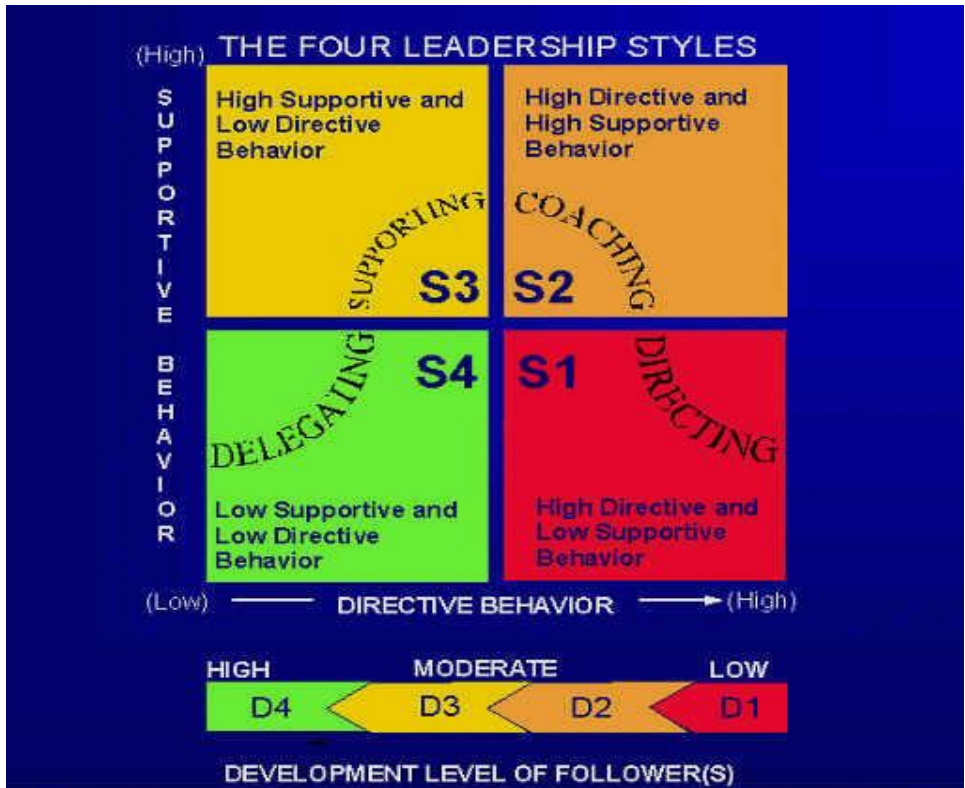 THE FOUR LEADERSHIP STYLES
(High)
SUPPORTIVE BEHAVIOR
High Supportive and
Low Directive
Behavior
SUPPORTING
S3
High Directive and
High Supportive
Behavior
COACHING
S2
DELEGATING
S4
Low Supportive and
Low Directive
Behavior
S1
DIRECTING
High Directive and
Low Supportive
Behavior
(Low)
DIRECTIVE BEHAVIOR
(High)
HIGH MODERATE LOW
D4 D3 D2 D1
DEVELOPMENT LEVEL OF FOLLOWER(S)